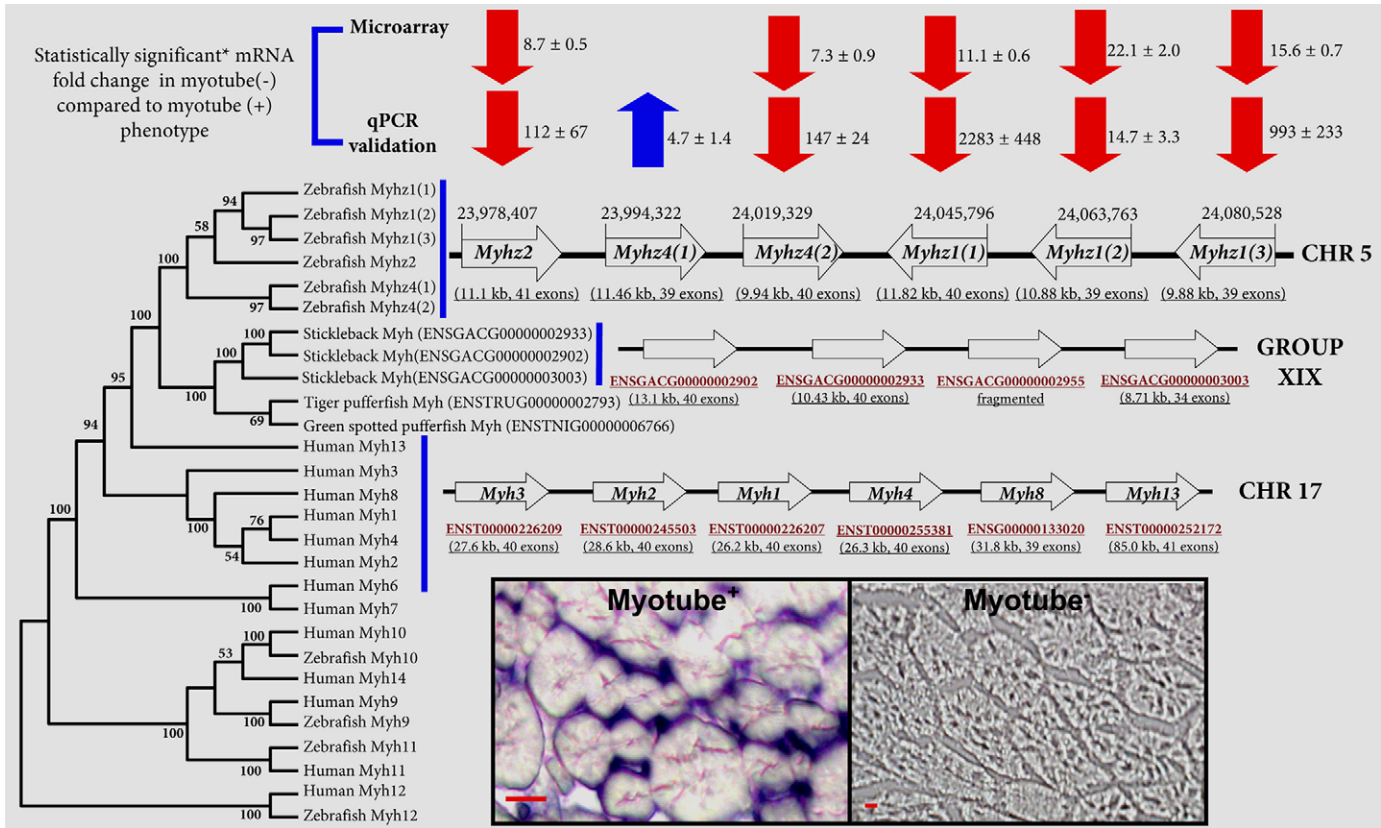 Statistically significant* mRNA
fold change in myotube(-)
compared to myotube (+)
phenotype
Microarray
qPCR
validation
8.7 ± 0.5
7.3 ± 0.9
11.1 ± 0.6
22.1 ± 2.0
15.6 ± 0.7
112 ± 67
4.7 ± 1.4
147 ± 24
2283 ± 448
14.7 ± 3.3
993 ± 233
23,978,407
23,994,322
24,019,329
24,045,796
24,063,763
24,080,528
Myhz2
Myhz4(1)
Myhz4(2)
Myhz1(1)
Myhz1(2)
Myhz1(3)
CHR 5
(11.1 kb, 41 exons)
(11.46 kb, 39 exons)
(9.94 kb, 40 exons)
(11.82 kb, 40 exons)
(10.88 kb, 39 exons)
(9.88 kb, 39 exons)
GROUP
XIX
ENSGACG00000002902
ENSGACG00000002933
ENSGACG00000002955
ENSGACG00000003003
(13.1 kb, 40 exons)
(10.43 kb, 40 exons)
fragmented
(8.71 kb, 34 exons)
Myh3
Myh2
Myh1
Myh4
Myh8
Myh13
CHR 17
ENST00000226209
ENST00000245503
ENST00000226207
ENST00000255381
ENSG00000133020
ENST00000252172
(27.6 kb, 40 exons)
(28.6 kb, 40 exons)
(26.2 kb, 40 exons)
(26.3 kb, 40 exons)
(31.8 kb, 39 exons)
(85.0 kb, 41 exons)
Zebrafish Myhz1(1)
Zebrafish Myhz1(2)
Zebrafish Myhz1(3)
Zebrafish Myhz2
Zebrafish Myhz4(1)
Zebrafish Myhz4(2)
Stickleback Myh (ENSGACG00000002933)
Stickleback Myh(ENSGACG00000002902)
Stickleback Myh(ENSGACG00000003003)
Tiger pufferfish Myh (ENSTRUG00000002793)
Green spotted pufferfish Myh (ENSTNIG00000006766)
Human Myh13
Human Myh3
Human Myh8
Human Myh1
Human Myh4
Human Myh2
Human Myh6
Human Myh7
Human Myh10
Zebrafish Myh10
Human Myh14
Human Myh9
Zebrafish Myh9
Zebrafish Myh11
Human Myh11
Human Myh12
Zebrafish Myh12
94
58
97
100
97
100
100
100
95
100
69
94
100
76
54
100
100
100
53
100
100
100
100
Myotube+
Myotube-